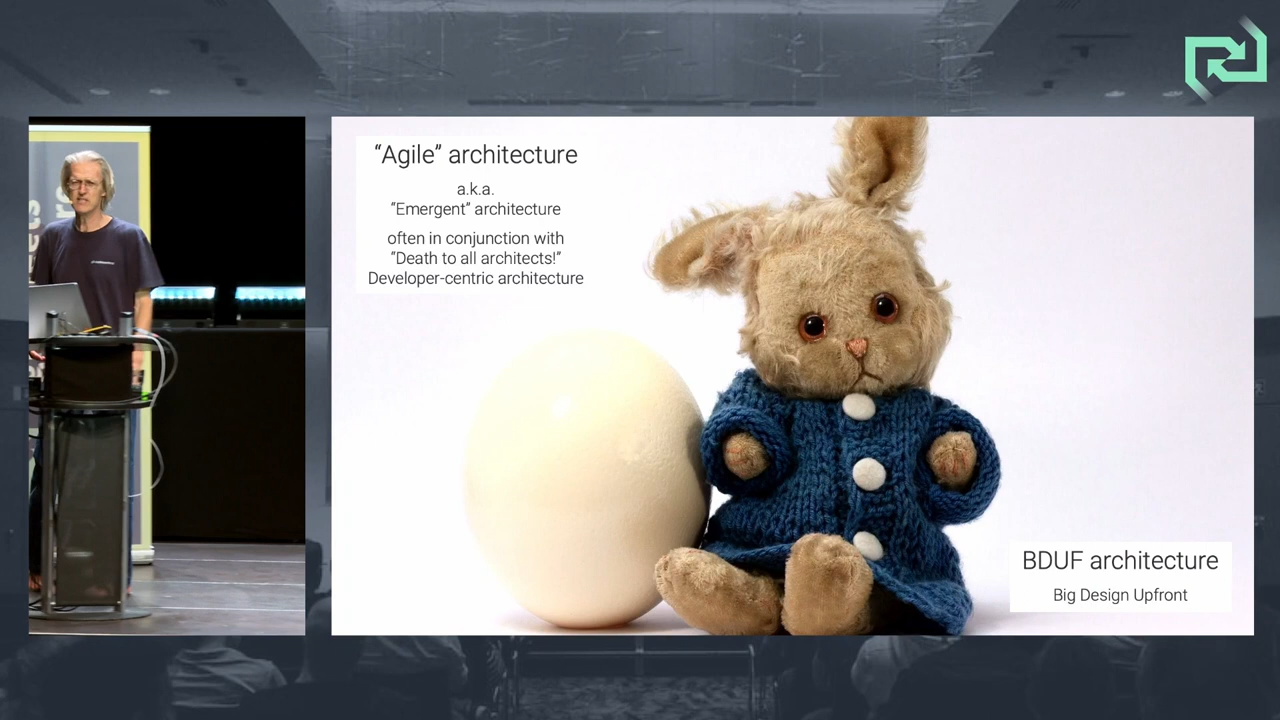 “Agile” architecture
a.k.a.
“Emergent” architecture
often in conjunction with
“Death to all architects!”
Developer-centric architecture
BDUF architecture
Big Design Upfront